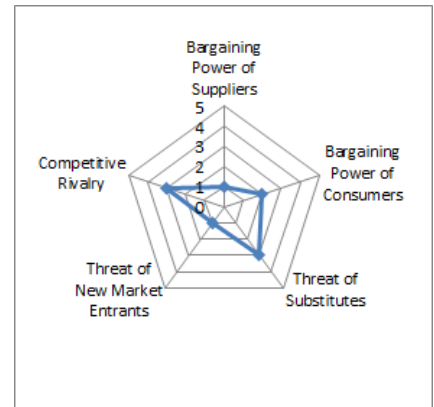 Bargaining
Power of
Suppliers
5
4
3
2
1
0
Bargaining
Power of
Consumers
Threat of
Substitutes
Threat of
New Market
Entrants
Competitive
Rivalry